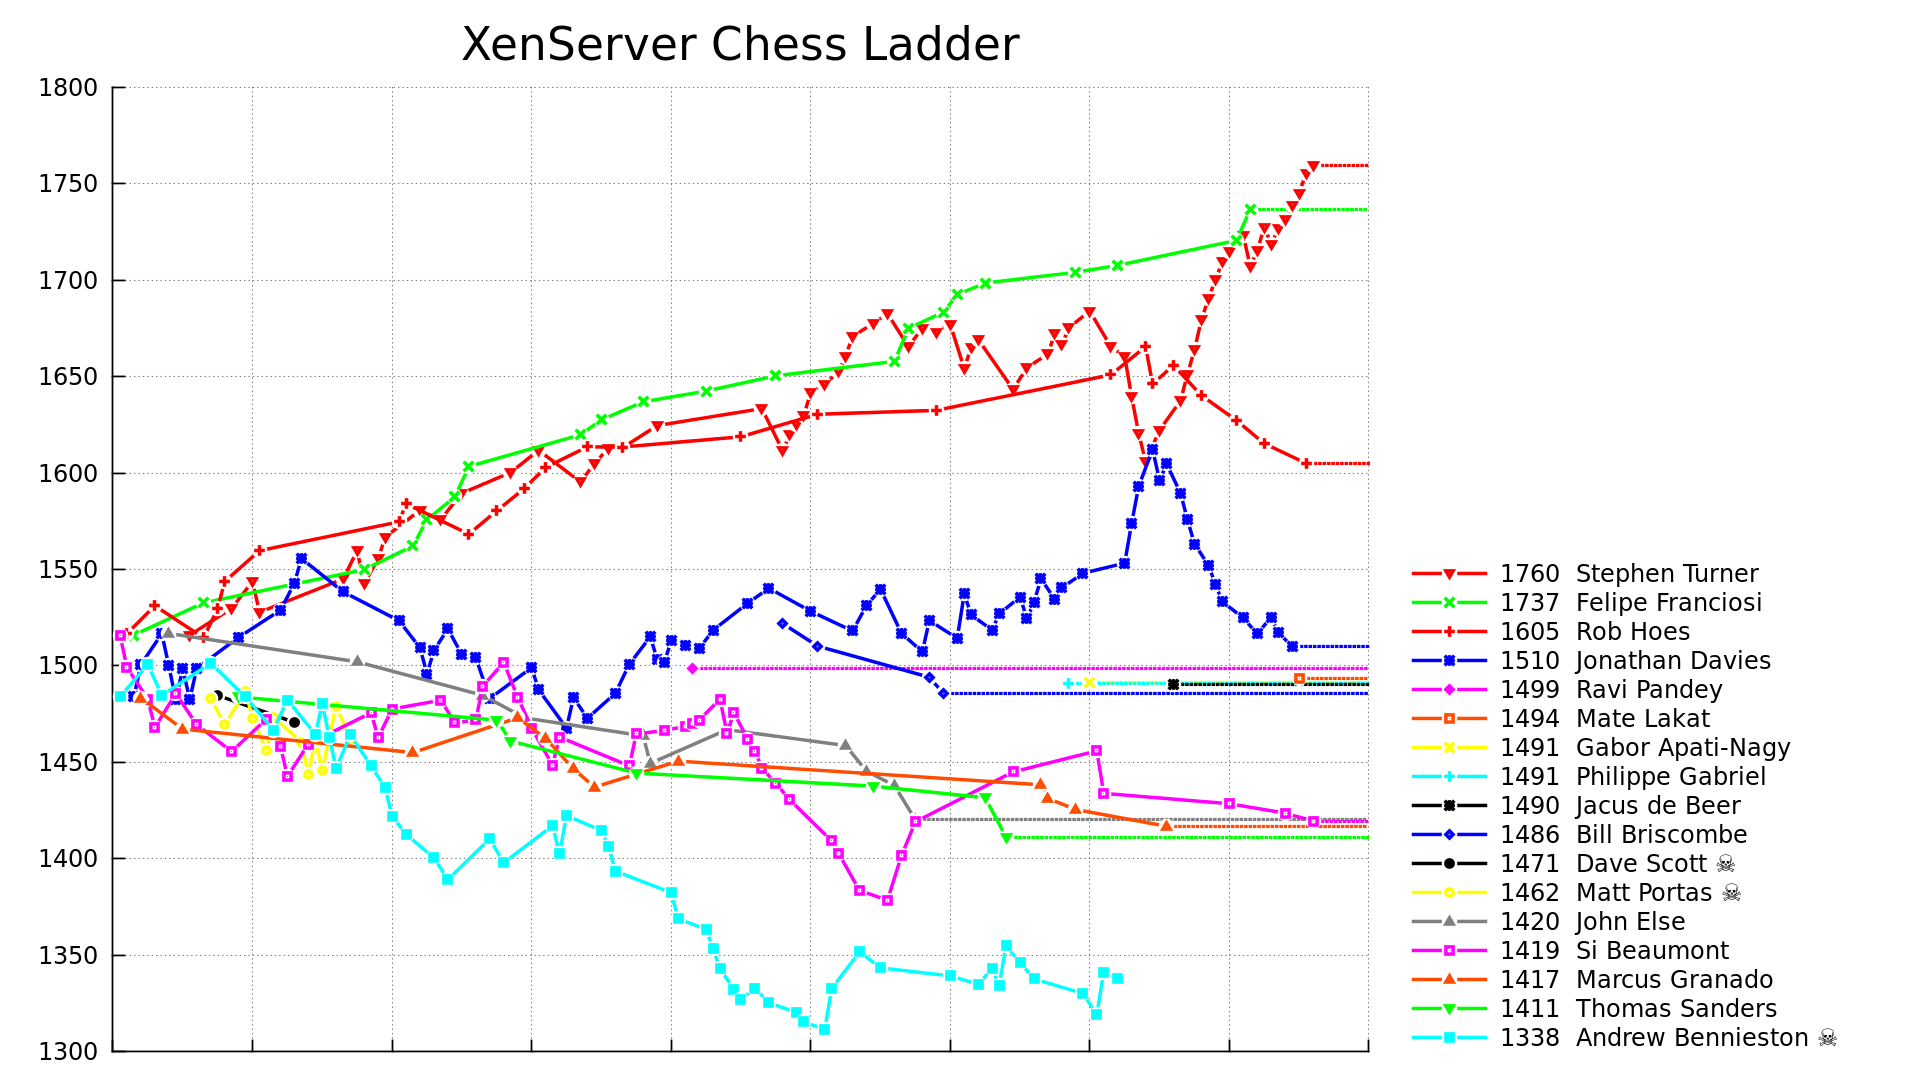 XenServer Chess Ladder
1800
1750
1700
1650
1600
1550
1500
1450
1400
1350
1300
1760 Stephen Turner
1737 Felipe Franciosi
1605 Rob Hoes
1510 Jonathan Davies
1499 Ravi Pandey
1494 Mate Lakat
1491 Gabor Apati-Nagy
1491 Philippe Gabriel
1490 Jacus de Beer
1486 Bill Briscombe
1471 Dave Scott ☠
1462 Matt Portas ☠
1420 John Else
1419 Si Beaumont
1417 Marcus Granado
1411 Thomas Sanders
1338 Andrew Bennieston ☠